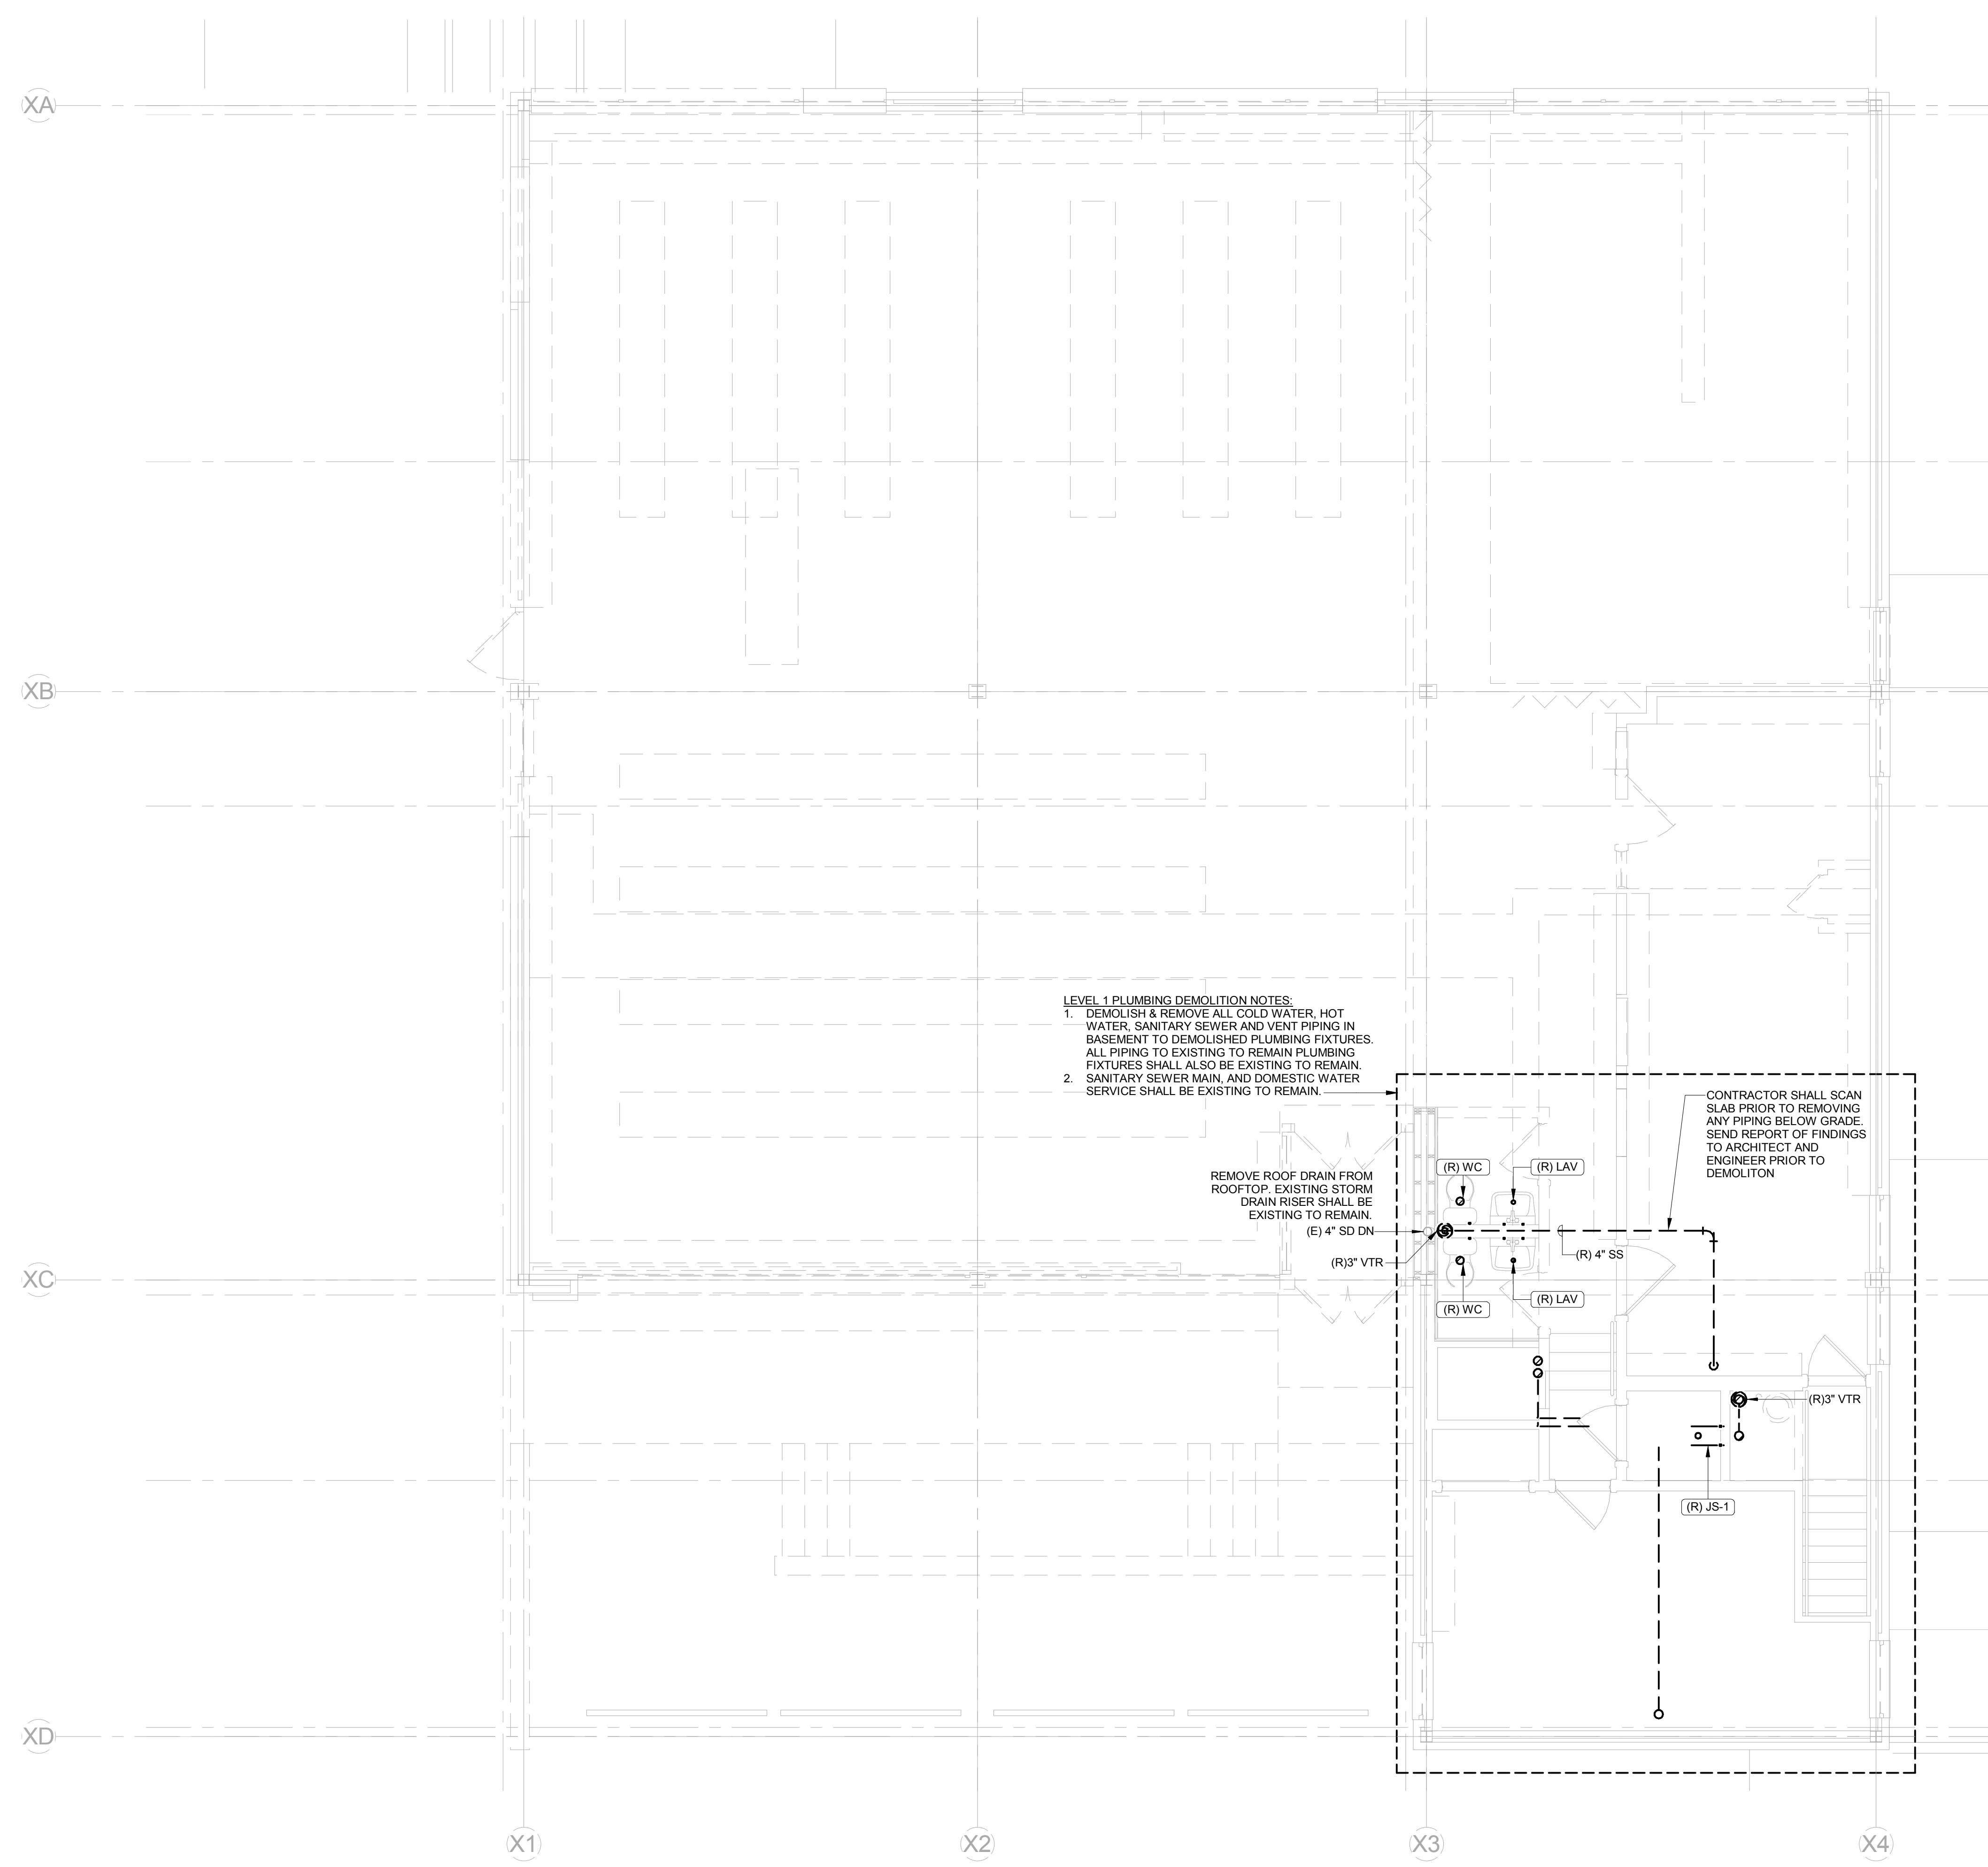 XA
XB
LEVEL 1 PLUMBING DEMOLITION NOTES:
1. DEMOLISH & REMOVE ALL COLD WATER, HOT
WATER, SANITARY SEWER AND VENT PIPING IN
BASEMENT TO DEMOLISHED PLUMBING FIXTURES.
ALL PIPING TO EXISTING TO REMAIN PLUMBING
FIXTURES SHALL ALSO BE EXISTING TO REMAIN.
2. SANITARY SEWER MAIN, AND DOMESTIC WATER
SERVICE SHALL BE EXISTING TO REMAIN.
CONTRACTOR SHALL SCAN
SLAB PRIOR TO REMOVING
ANY PIPING BELOW GRADE.
SEND REPORT OF FINDINGS
TO ARCHITECT AND
ENGINEER PRIOR TO
DEMOLITON
(R) WC
(R) LAV
REMOVE ROOF DRAIN FROM
ROOFTOP. EXISTING STORM
DRAIN RISER SHALL BE
EXISTING TO REMAIN.
(E) 4" SD DN
(R) 4" SS
(R)3" VTR
XC
(R) WC
(R) LAV
(R)3" VTR
(R) JS-1
XD
X1
X2
X3
X4